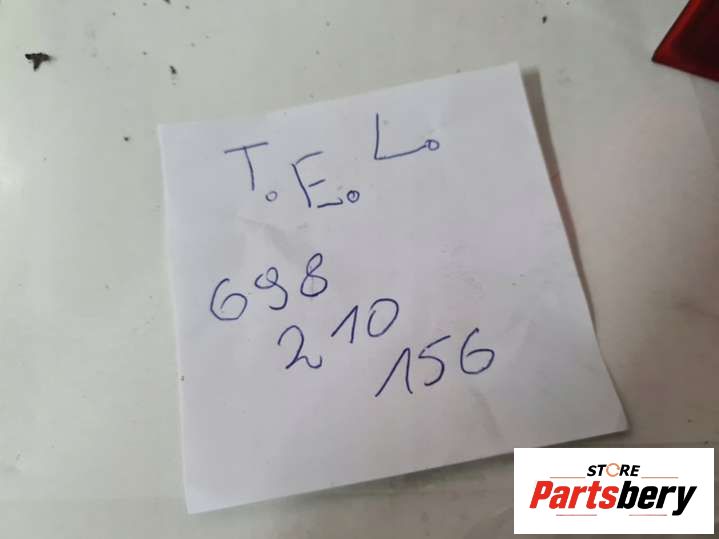 T. E. L.
698
210
156
STORE
Partsbery